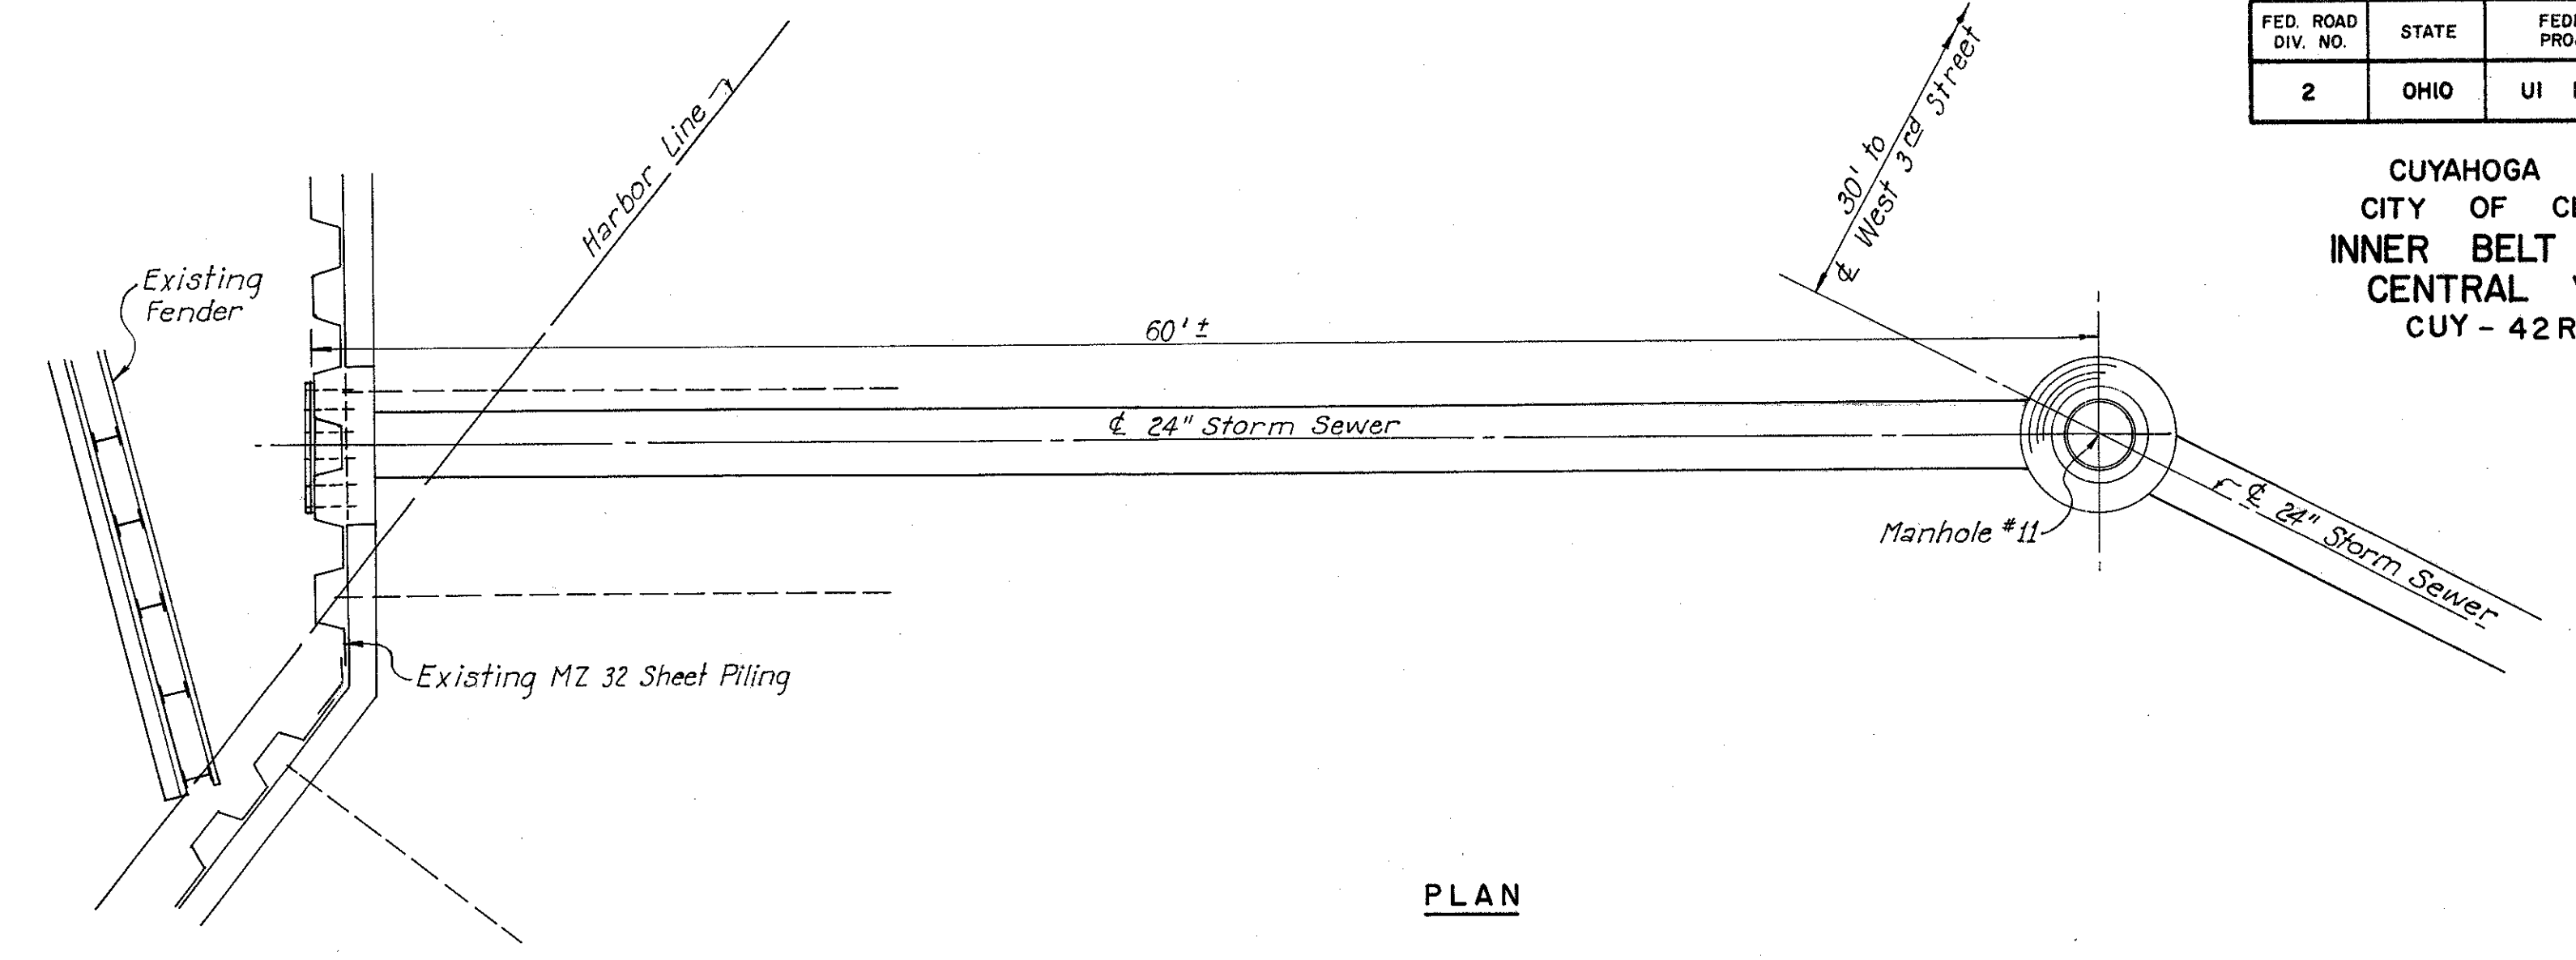 FED. ROAD
DIV. NO.
STATE
2
OHIO
UI
CUYAHOGA
CITY OF
INNER BELT
CENTRAL
CUY - 42R
Harbor Line
30' to
℄ West 3rd Street
Existing
Fender
60' ±
℄ 24" Storm Sewer
Manhole #11
℄ 24" Storm Sewer
Existing MZ 32 Sheet Piling
PLAN